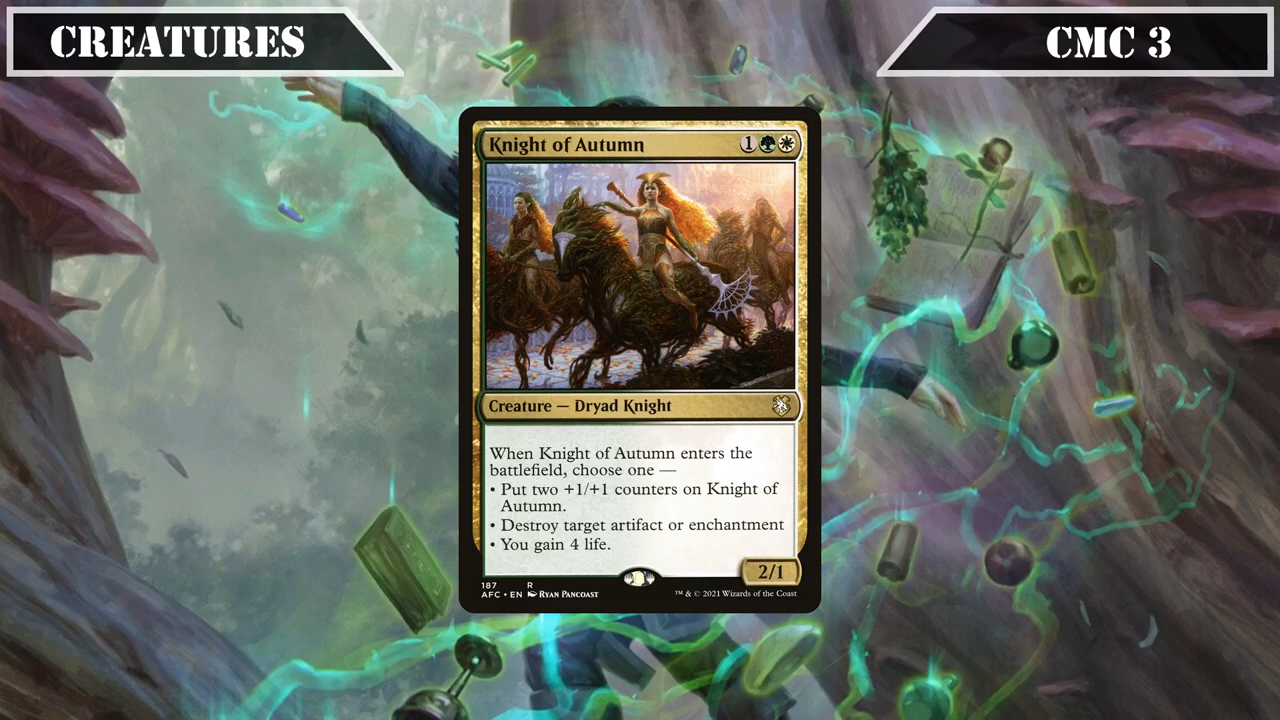 CREATURES
CMC 3
Knight of Autumn
1
Creature — Dryad Knight
When Knight of Autumn enters the
battlefield, choose one —
• Put two +1/+1 counters on Knight of
Autumn.
• Destroy target artifact or enchantment
• You gain 4 life.
2/1
187 R
AFC • EN RYAN PANCOAST
™ & © 2021 Wizards of the Coast